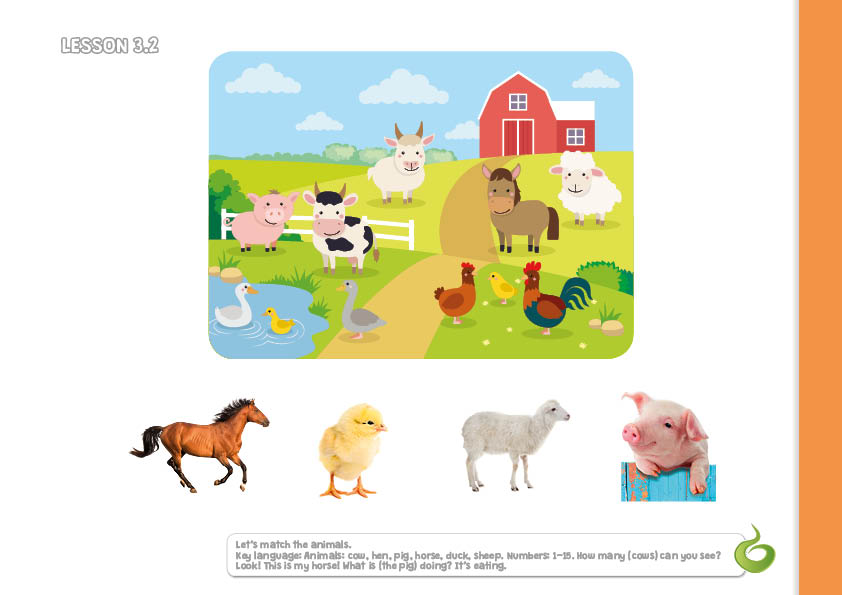 LESSON 3.2
Let's match the animals.
Key language: Animals: cow, hen, pig, horse, duck, sheep. Numbers: 1-15. How many (cows) can you see?
Look! This is my horse! What is (the pig) doing? It's eating.